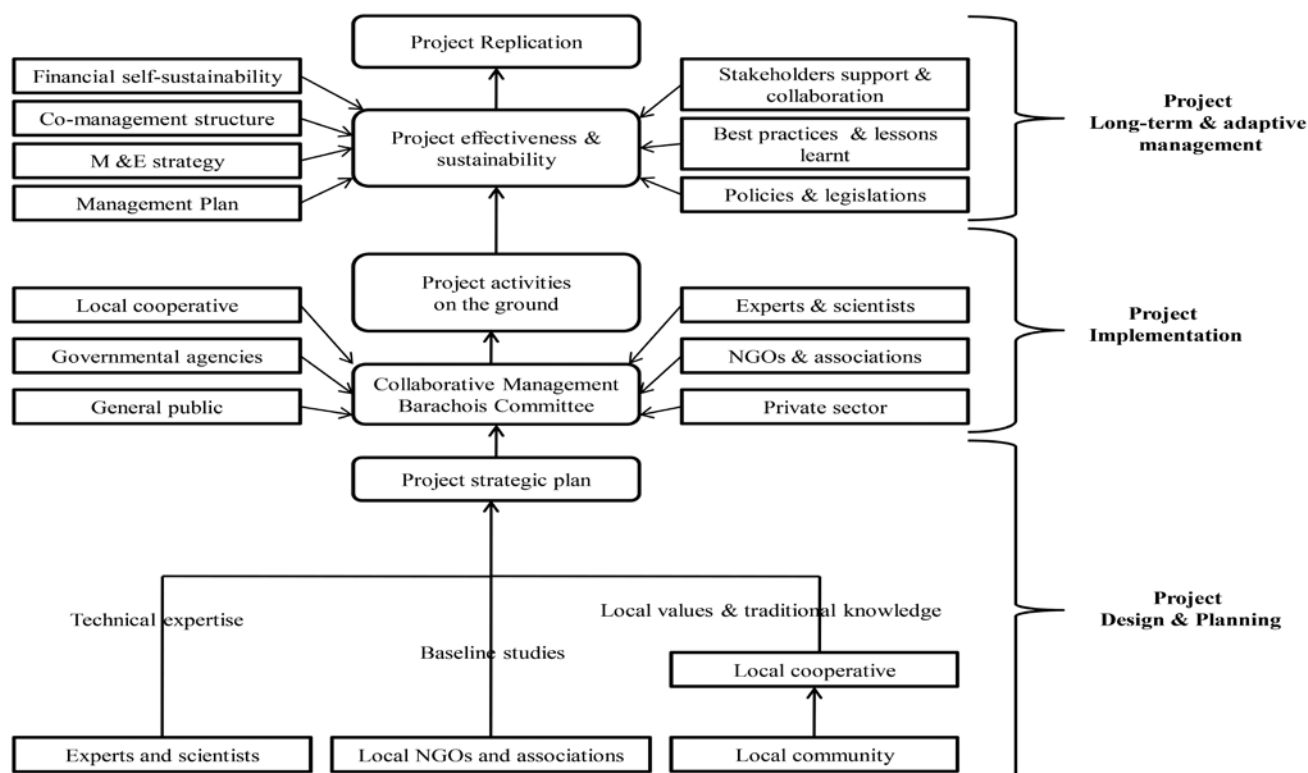 Project Replication
Financial self-sustainability
Co-management structure
M &E strategy
Management Plan
Project effectiveness &
sustainability
Stakeholders support &
collaboration
Best practices & lessons
learnt
Policies & legislations
Project
Long-term & adaptive
management
Project activities
on the ground
Local cooperative
Governmental agencies
General public
Collaborative Management
Barachois Committee
Experts & scientists
NGOs & associations
Private sector
Project
Implementation
Project strategic plan
Technical expertise
Baseline studies
Local values & traditional knowledge
Local cooperative
Experts and scientists
Local NGOs and associations
Local community
Project
Design & Planning